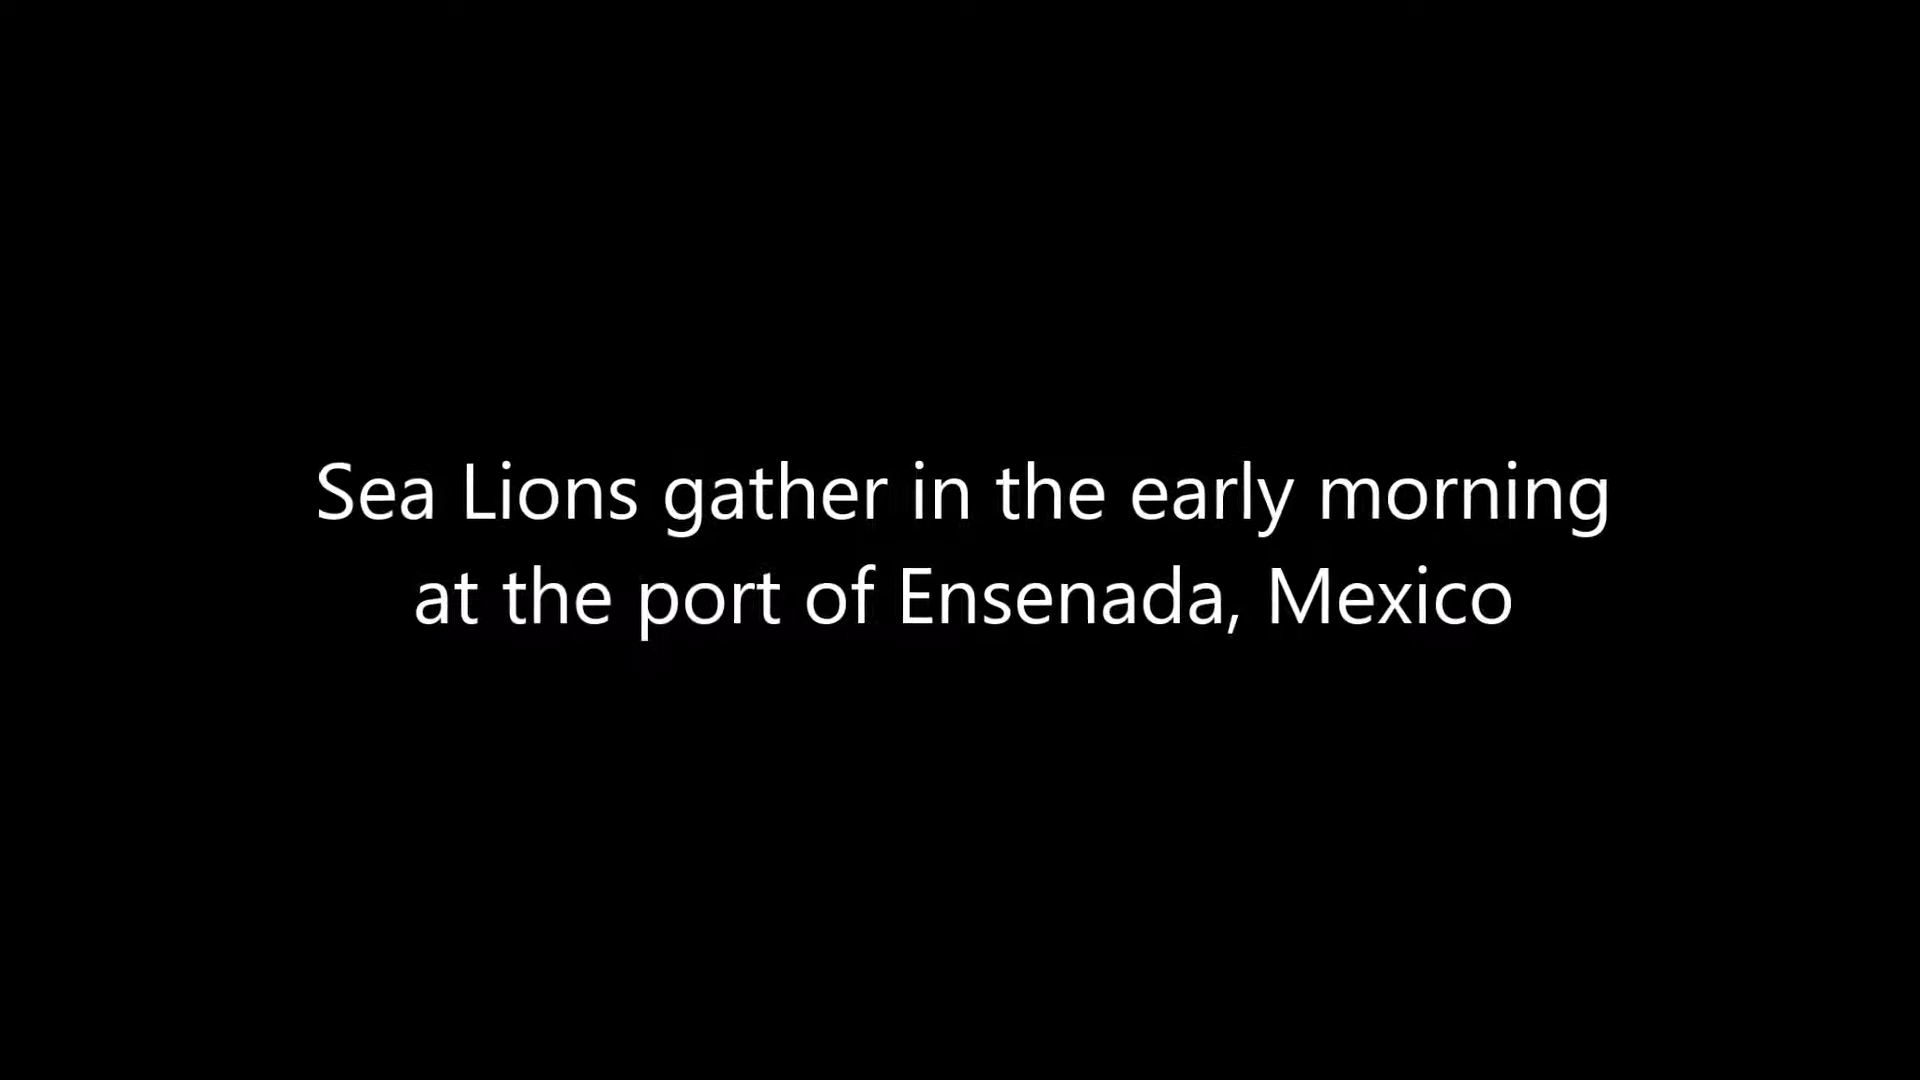 Sea Lions gather in the early morning
at the port of Ensenada, Mexico